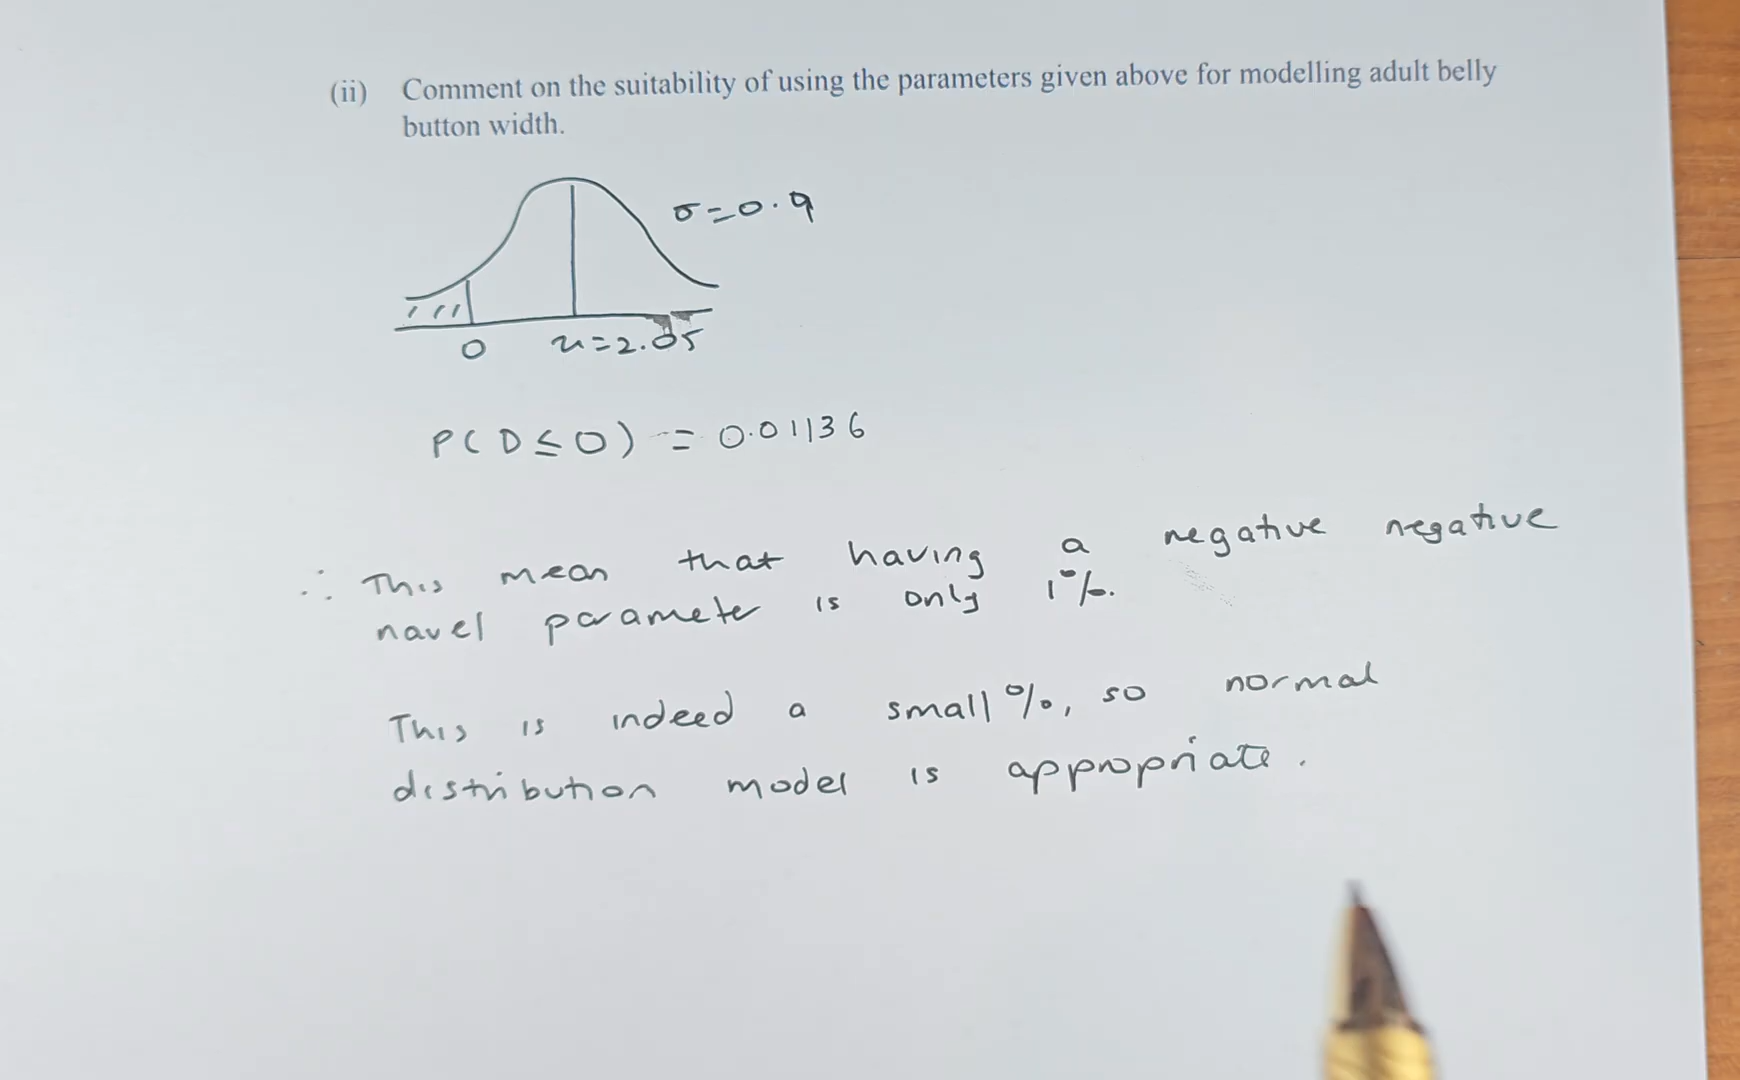 (ii) Comment on the suitability of using the parameters given above for modelling adult belly
button width.
σ=0.9
0 μ=2.05
P(D≤0) = 0.01136
∴ This mean that having a negative negative
navel parameter is only 1%.
This is indeed a small %, so normal
distribution model is appropriate.